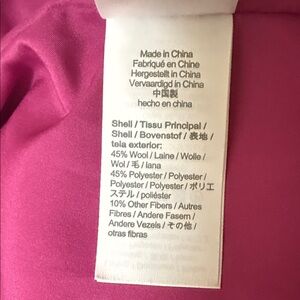 Made in China
Fabriqué en Chine
Hergestellt in China
Vervaardigd in China
中国製
hecho en china
Shell / Tissu Principal /
Shell / Bovenstof / 表地 /
tela exterior:
45% Wool / Laine / Wolle /
Wol / 毛 / lana
45% Polyester / Polyester /
Polyester / Polyester / ポリエ
ステル / poliéster
10% Other Fibers / Autres
Fibres / Andere Fasern /
Andere Vezels / その他 /
otras fibras